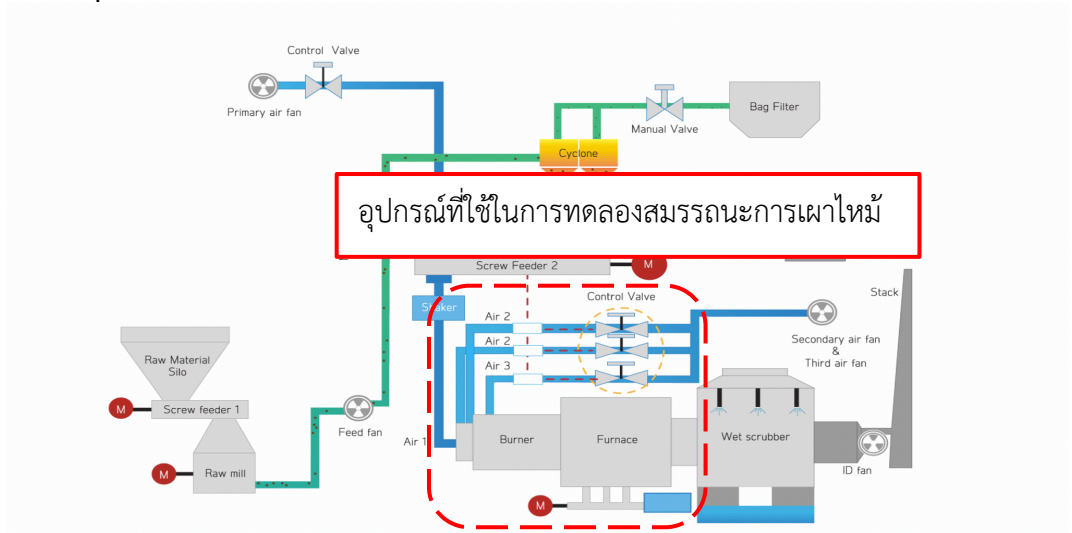 Control Valve
Primary air fan
Bag Filter
Manual Valve
Cyclone
อุปกรณ์ที่ใช้ในการทดลองสมรรถนะการเผาไหม้
Screw Feeder 2
M
Control Valve
Stack
Shaker
Air 2
Air 2
Air 3
Secondary air fan
&
Third air fan
Raw Material
Silo
M
Screw feeder 1
Feed fan
Air 1
Burner
Furnace
Wet scrubber
ID fan
M
Raw mill
M